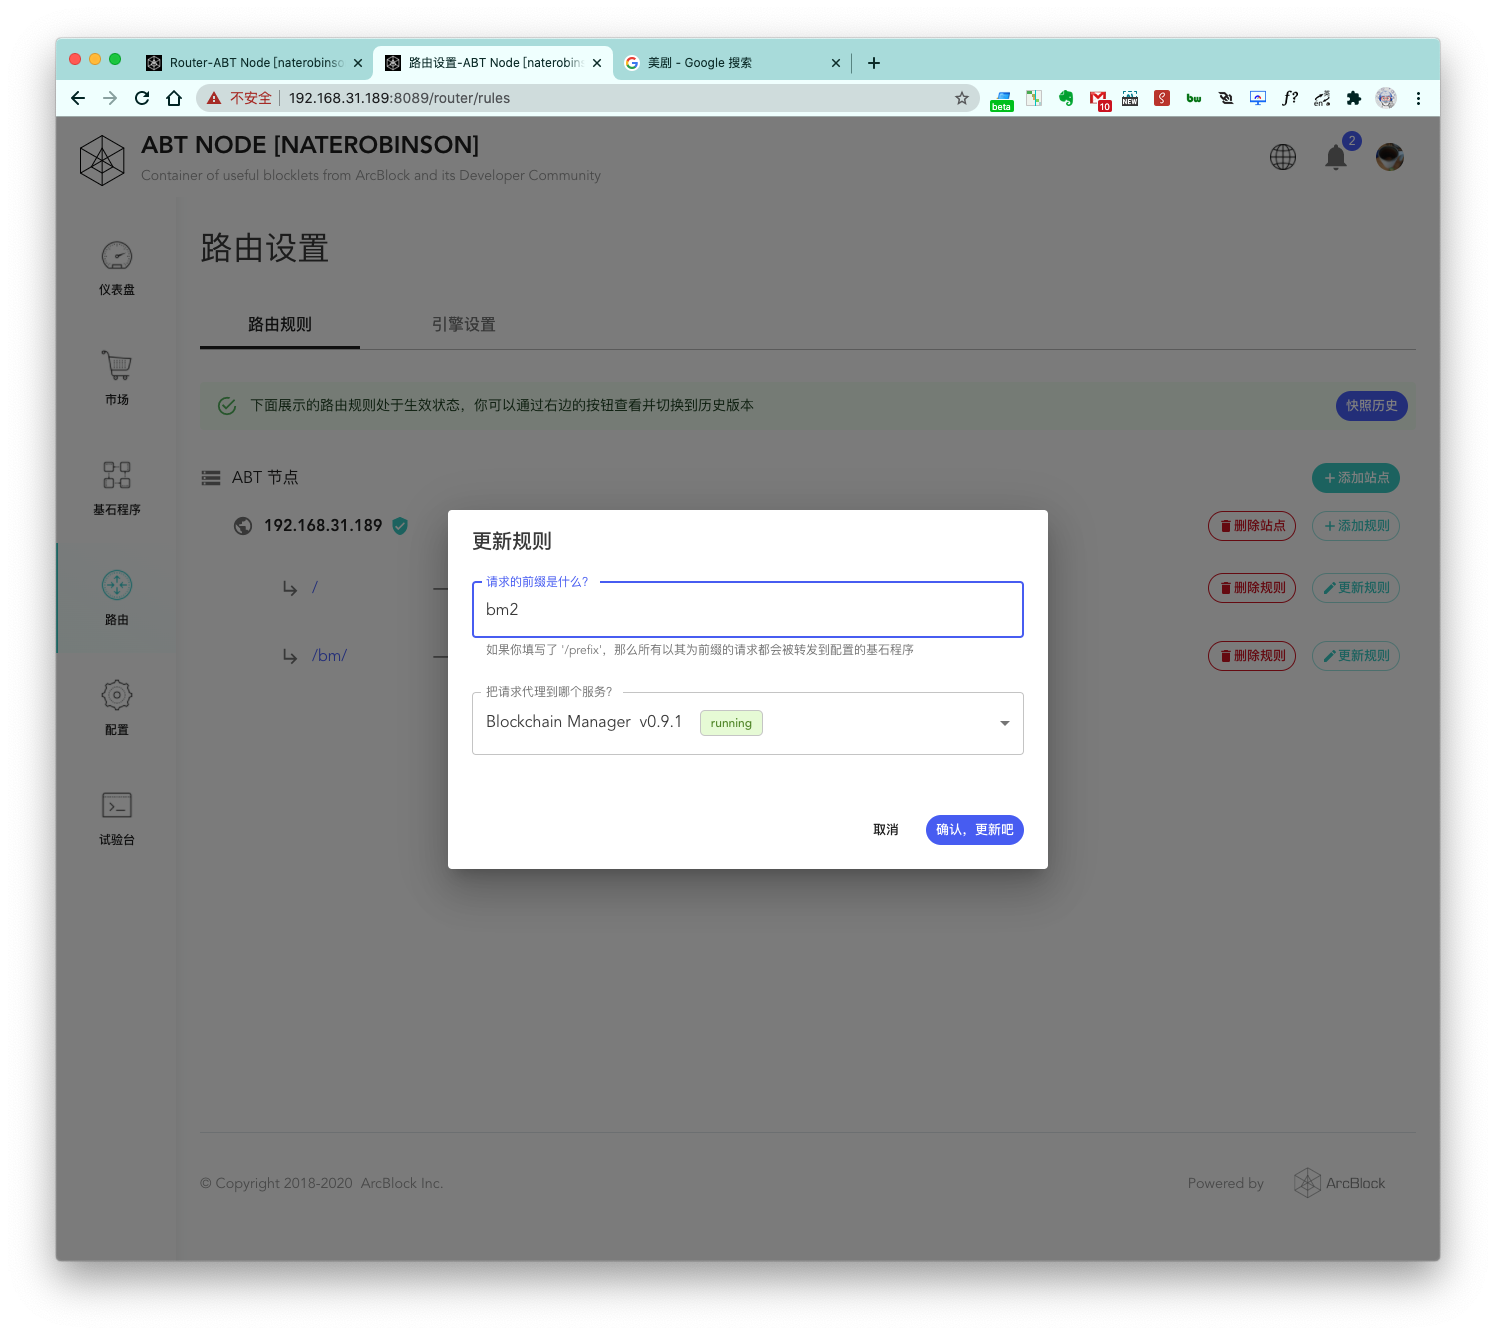 Router-ABT Node [naterobinso
路由设置-ABT Node [naterobins
美剧 - Google 搜索
不安全
192.168.31.189:8089/router/rules
beta
10
NEW
bw
f?
en
英
ABT NODE [NATEROBINSON]
Container of useful blocklets from ArcBlock and its Developer Community
2
仪表盘
市场
基石程序
路由
配置
试验台
路由设置
路由规则
引擎设置
下面展示的路由规则处于生效状态，你可以通过右边的按钮查看并切换到历史版本
快照历史
ABT 节点
添加站点
192.168.31.189
删除站点
添加规则
/
删除规则
更新规则
/bm/
删除规则
更新规则
更新规则
请求的前缀是什么?
bm2
如果你填写了 '/prefix'，那么所有以其为前缀的请求都会被转发到配置的基石程序
把请求代理到哪个服务?
Blockchain Manager v0.9.1 running
取消
确认，更新吧
© Copyright 2018-2020 ArcBlock Inc.
Powered by
ArcBlock